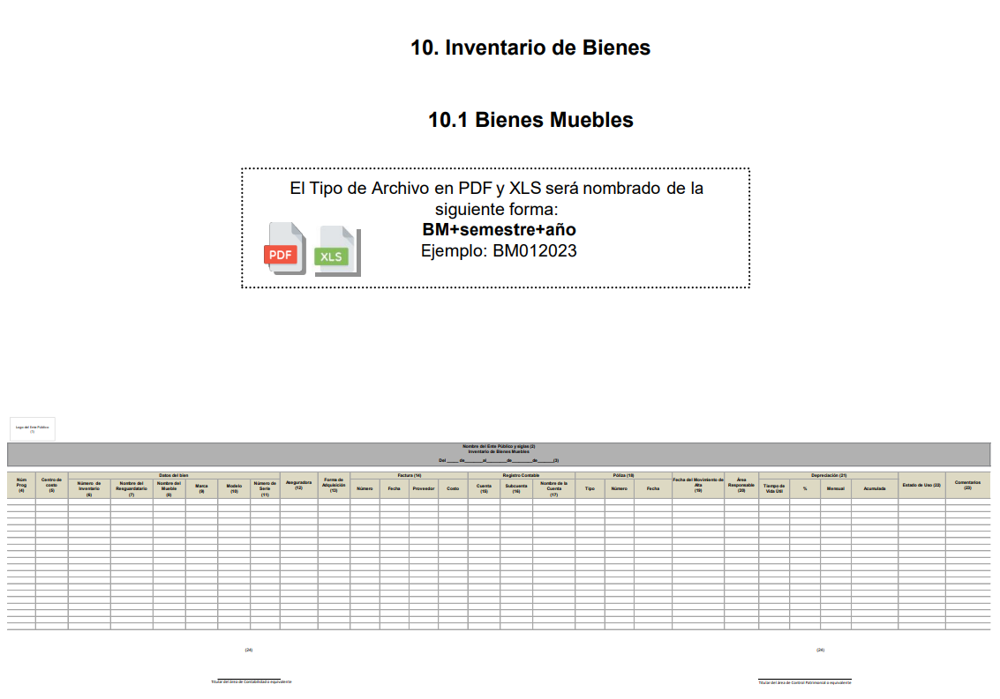 10. Inventario de Bienes
10.1 Bienes Muebles
El Tipo de Archivo en PDF y XLS será nombrado de la
siguiente forma:
BM+semestre+año
Ejemplo: BM012023
PDF
XLS
Logo del Ente Público
(1)
Nombre del Ente Público y siglas (2)
Inventario de Bienes Muebles
Del _____ de________al_________de_________de_______(3)
Núm Prog (4)
Centro de costo (5)
Datos del bien
Número de Inventario (6)
Nombre del Resguardatario (7)
Nombre del Mueble (8)
Marca (9)
Modelo (10)
Número de Serie (11)
Aseguradora (12)
Forma de Adquisición (13)
Factura (14)
Número
Fecha
Proveedor
Costo
Registro Contable
Cuenta (15)
Subcuenta (16)
Nombre de la Cuenta (17)
Póliza (18)
Tipo
Número
Fecha
Fecha del Movimiento de Alta (19)
Área Responsable (20)
Depreciación (21)
Tiempo de Vida Útil
%
Mensual
Acumulada
Estado de Uso (22)
Comentarios (23)
(24)
(24)
Titular del área de Contabilidad o equivalente
Titular del área de Control Patrimonial o equivalente